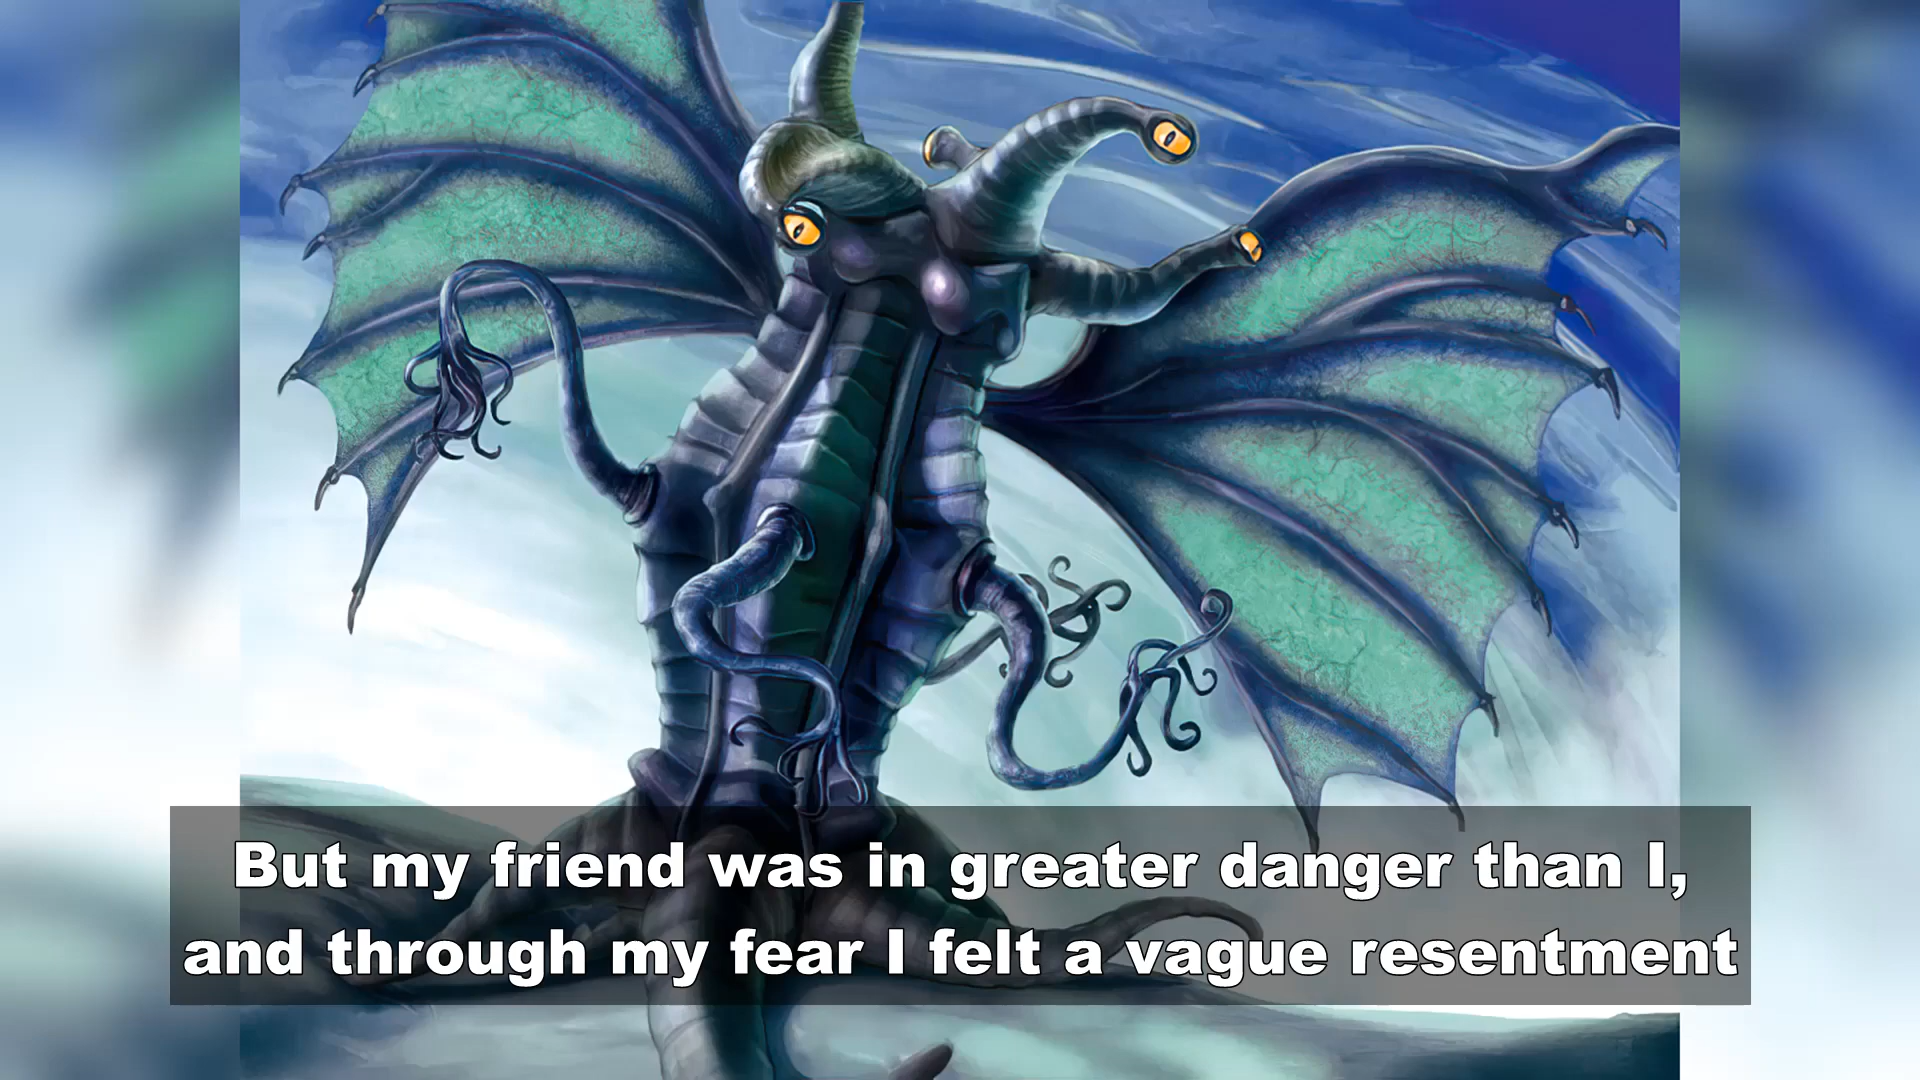 But my friend was in greater danger than I,
and through my fear I felt a vague resentment